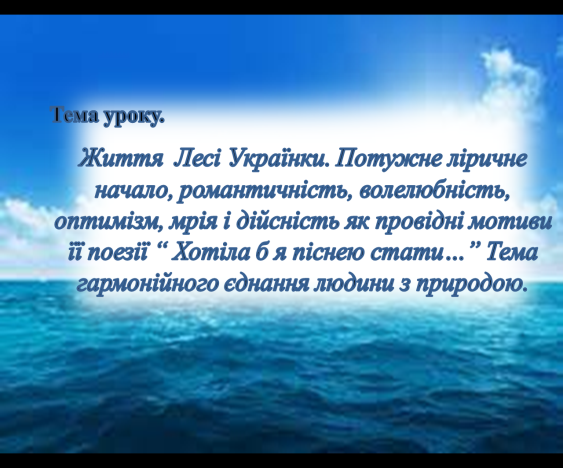 Тема уроку.
Життя Лесі Українки. Потужне ліричне
начало, романтичність, волелюбність,
оптимізм, мрія і дійсність як провідні мотиви
її поезії “ Хотіла б я піснею стати…” Тема
гармонійного єднання людини з природою.